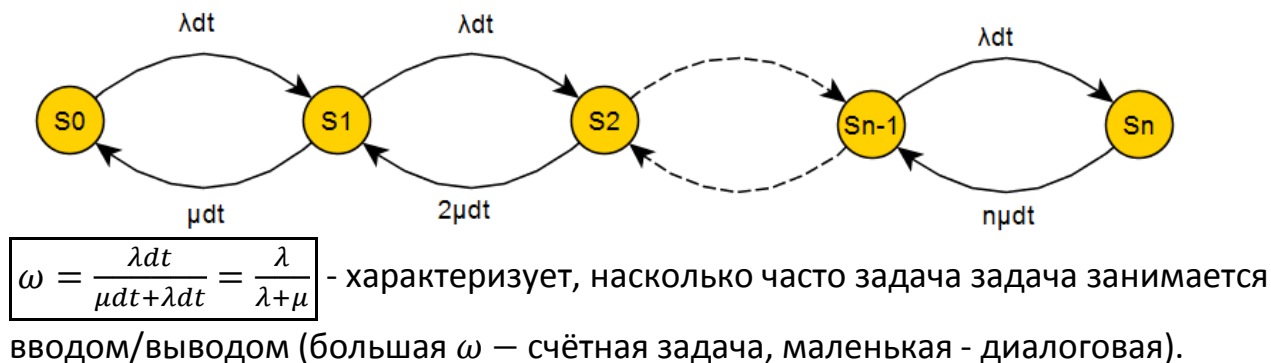 λdt λdt λdt
S0 S1 S2 Sn-1 Sn
μdt 2μdt nμdt
𝜔 = 𝜆𝑑𝑡/(𝜇𝑑𝑡+𝜆𝑑𝑡) = 𝜆/(𝜆+𝜇) - характеризует, насколько часто задача задача занимается
вводом/выводом (большая 𝜔 − счётная задача, маленькая - диалоговая).